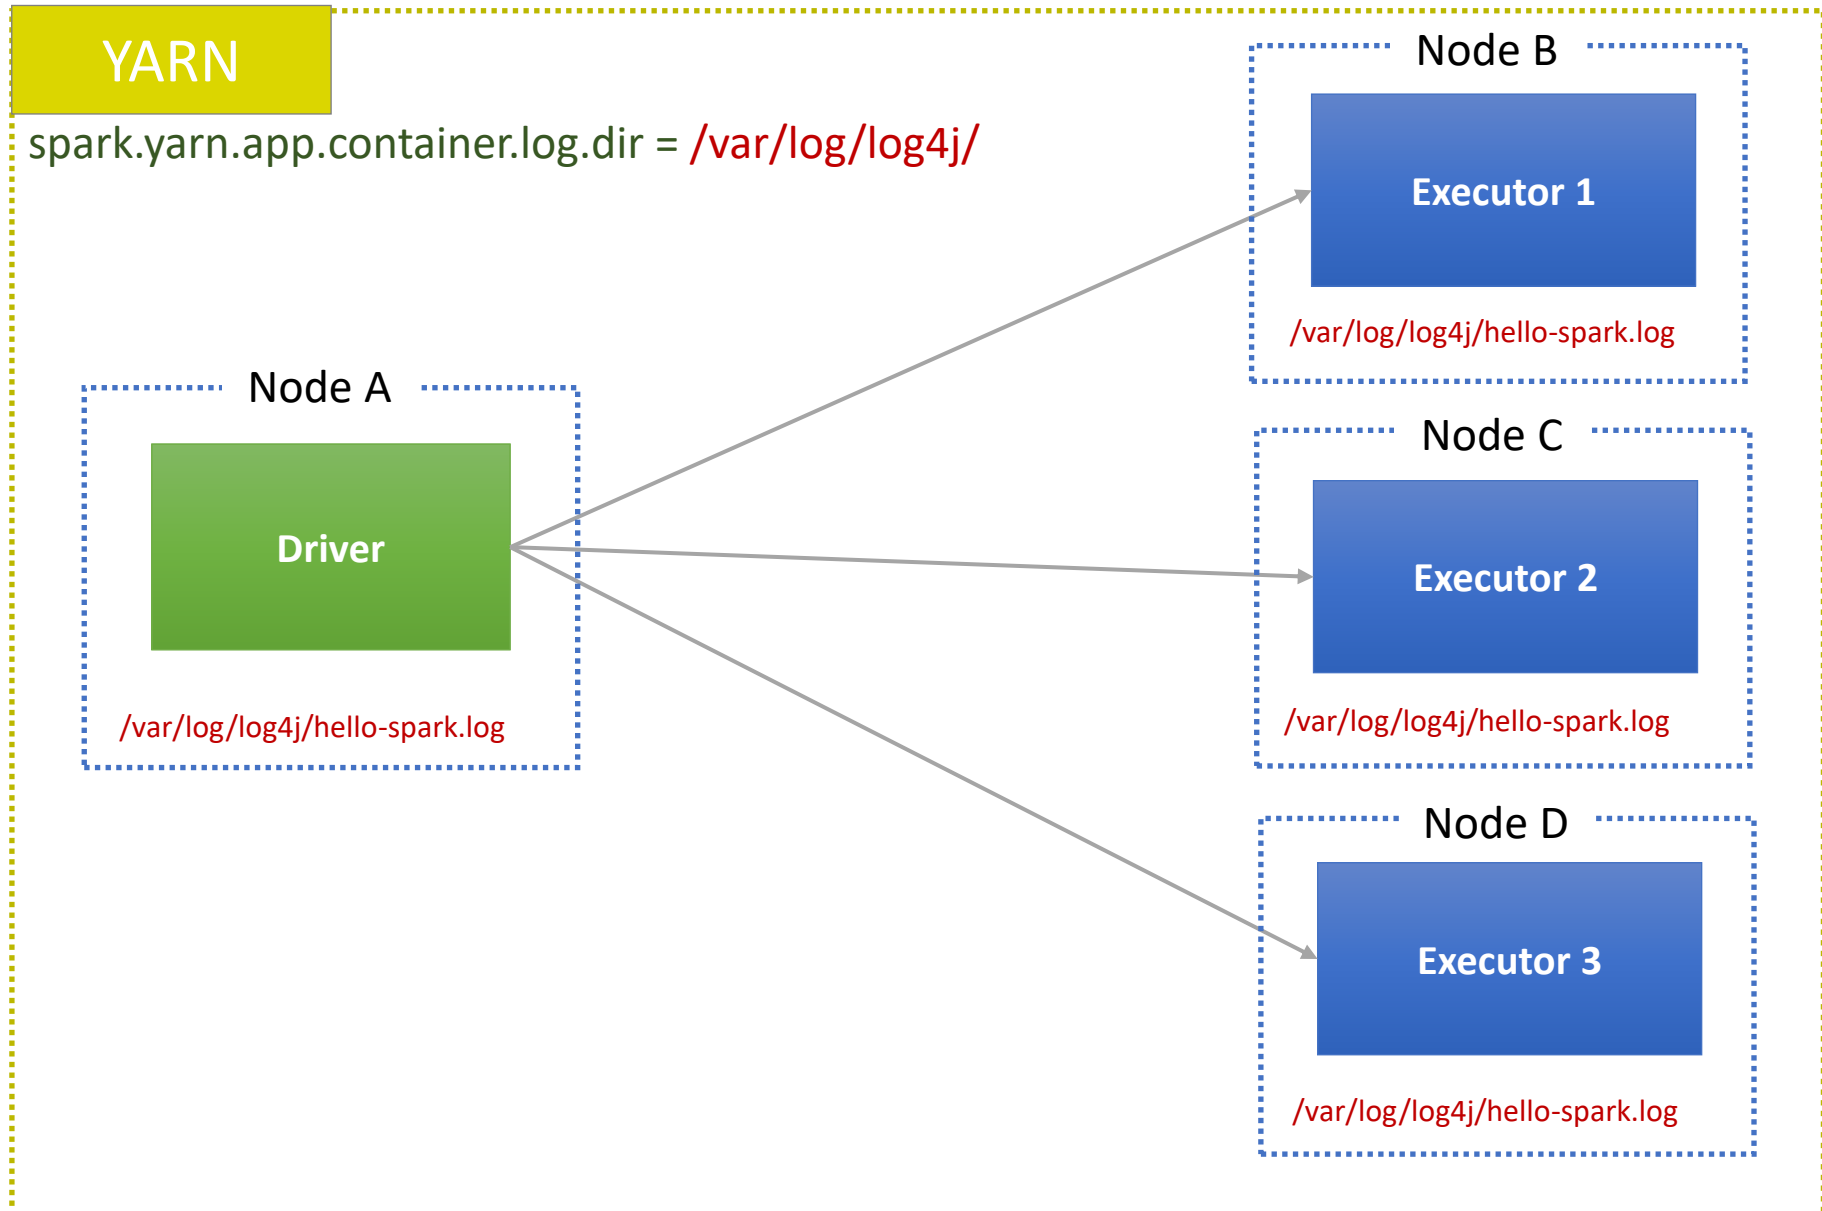 YARN
spark.yarn.app.container.log.dir = /var/log/log4j/
Node B
Executor 1
/var/log/log4j/hello-spark.log
Node A
Driver
/var/log/log4j/hello-spark.log
Node C
Executor 2
/var/log/log4j/hello-spark.log
Node D
Executor 3
/var/log/log4j/hello-spark.log